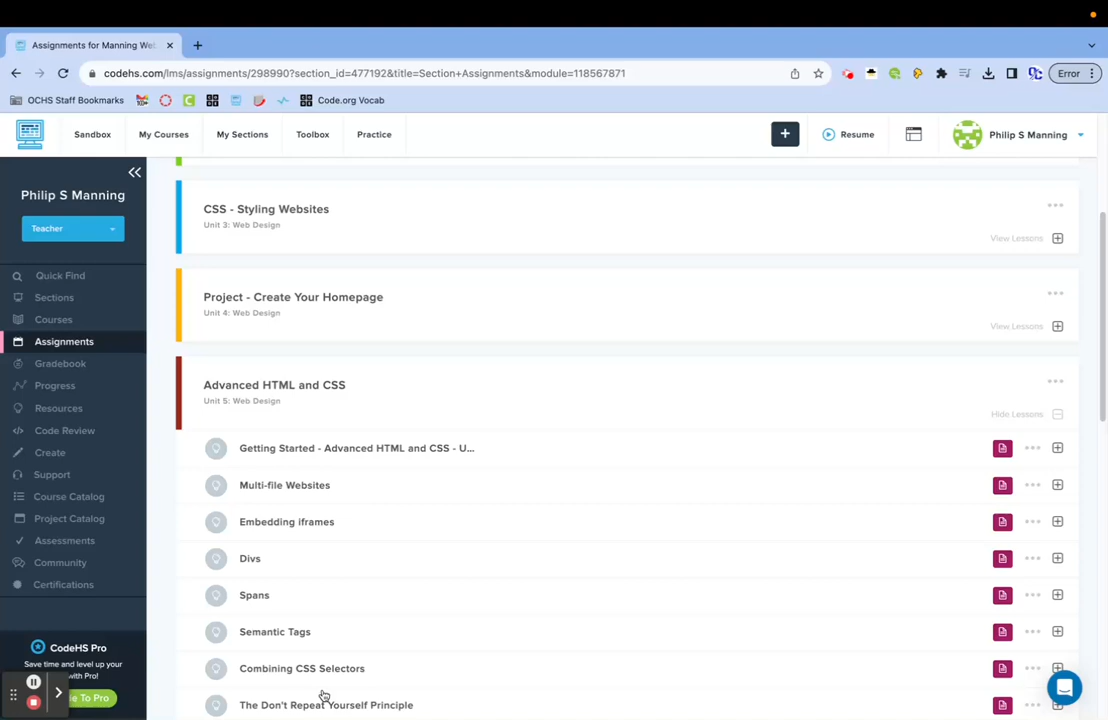 Assignments for Manning We
codehs.com/lms/assignments/298990?section_id=477192&title=Section+Assignments&module=118567871
Error
OCHS Staff Bookmarks
Code.org Vocab
Sandbox
My Courses
My Sections
Toolbox
Practice
+
Resume
Philip S Manning
Philip S Manning
Teacher
Quick Find
Sections
Courses
Assignments
Gradebook
Progress
Resources
Code Review
Create
Support
Course Catalog
Project Catalog
Assessments
Community
Certifications
CodeHS Pro
Save time and level up your
with Pro!
To Pro
CSS - Styling Websites
Unit 3: Web Design
View Lessons
Project - Create Your Homepage
Unit 4: Web Design
View Lessons
Advanced HTML and CSS
Unit 5: Web Design
Hide Lessons
Getting Started - Advanced HTML and CSS - U...
Multi-file Websites
Embedding iframes
Divs
Spans
Semantic Tags
Combining CSS Selectors
The Don't Repeat Yourself Principle